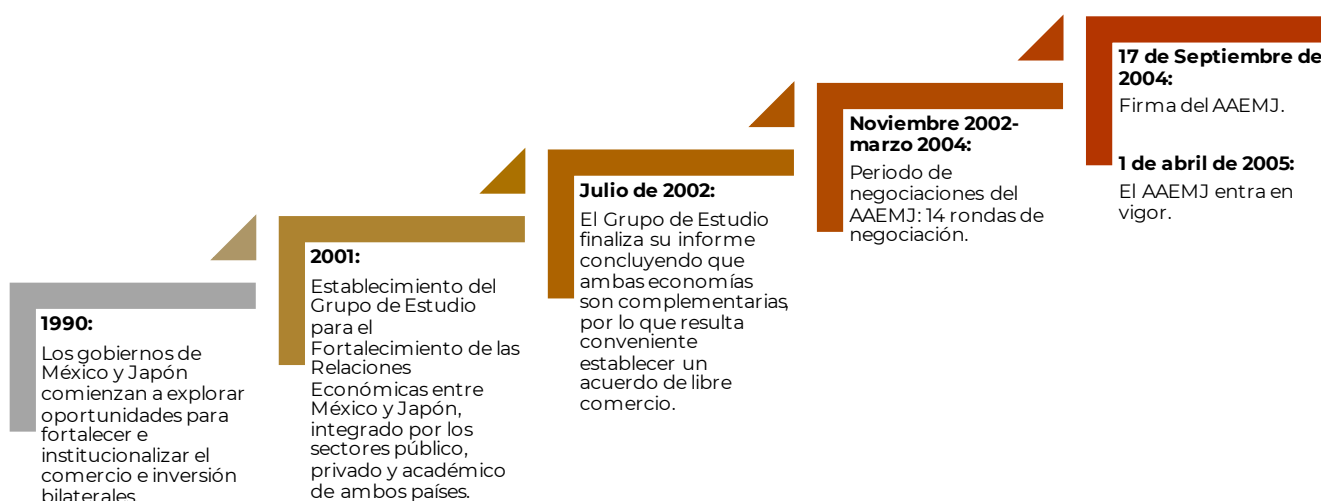 1990:
Los gobiernos de
México y Japón
comienzan a explorar
oportunidades para
fortalecer e
institucionalizar el
comercio e inversión
bilaterales
2001:
Establecimiento del
Grupo de Estudio
para el
Fortalecimiento de las
Relaciones
Económicas entre
México y Japón,
integrado por los
sectores público,
privado y académico
de ambos países.
Julio de 2002:
El Grupo de Estudio
finaliza su informe
concluyendo que
ambas economías
son complementarias,
por lo que resulta
conveniente
establecer un
acuerdo de libre
comercio.
Noviembre 2002-
marzo 2004:
Periodo de
negociaciones del
AAEMJ: 14 rondas de
negociación.
17 de Septiembre de
2004:
Firma del AAEMJ.
1 de abril de 2005:
El AAEMJ entra en
vigor.